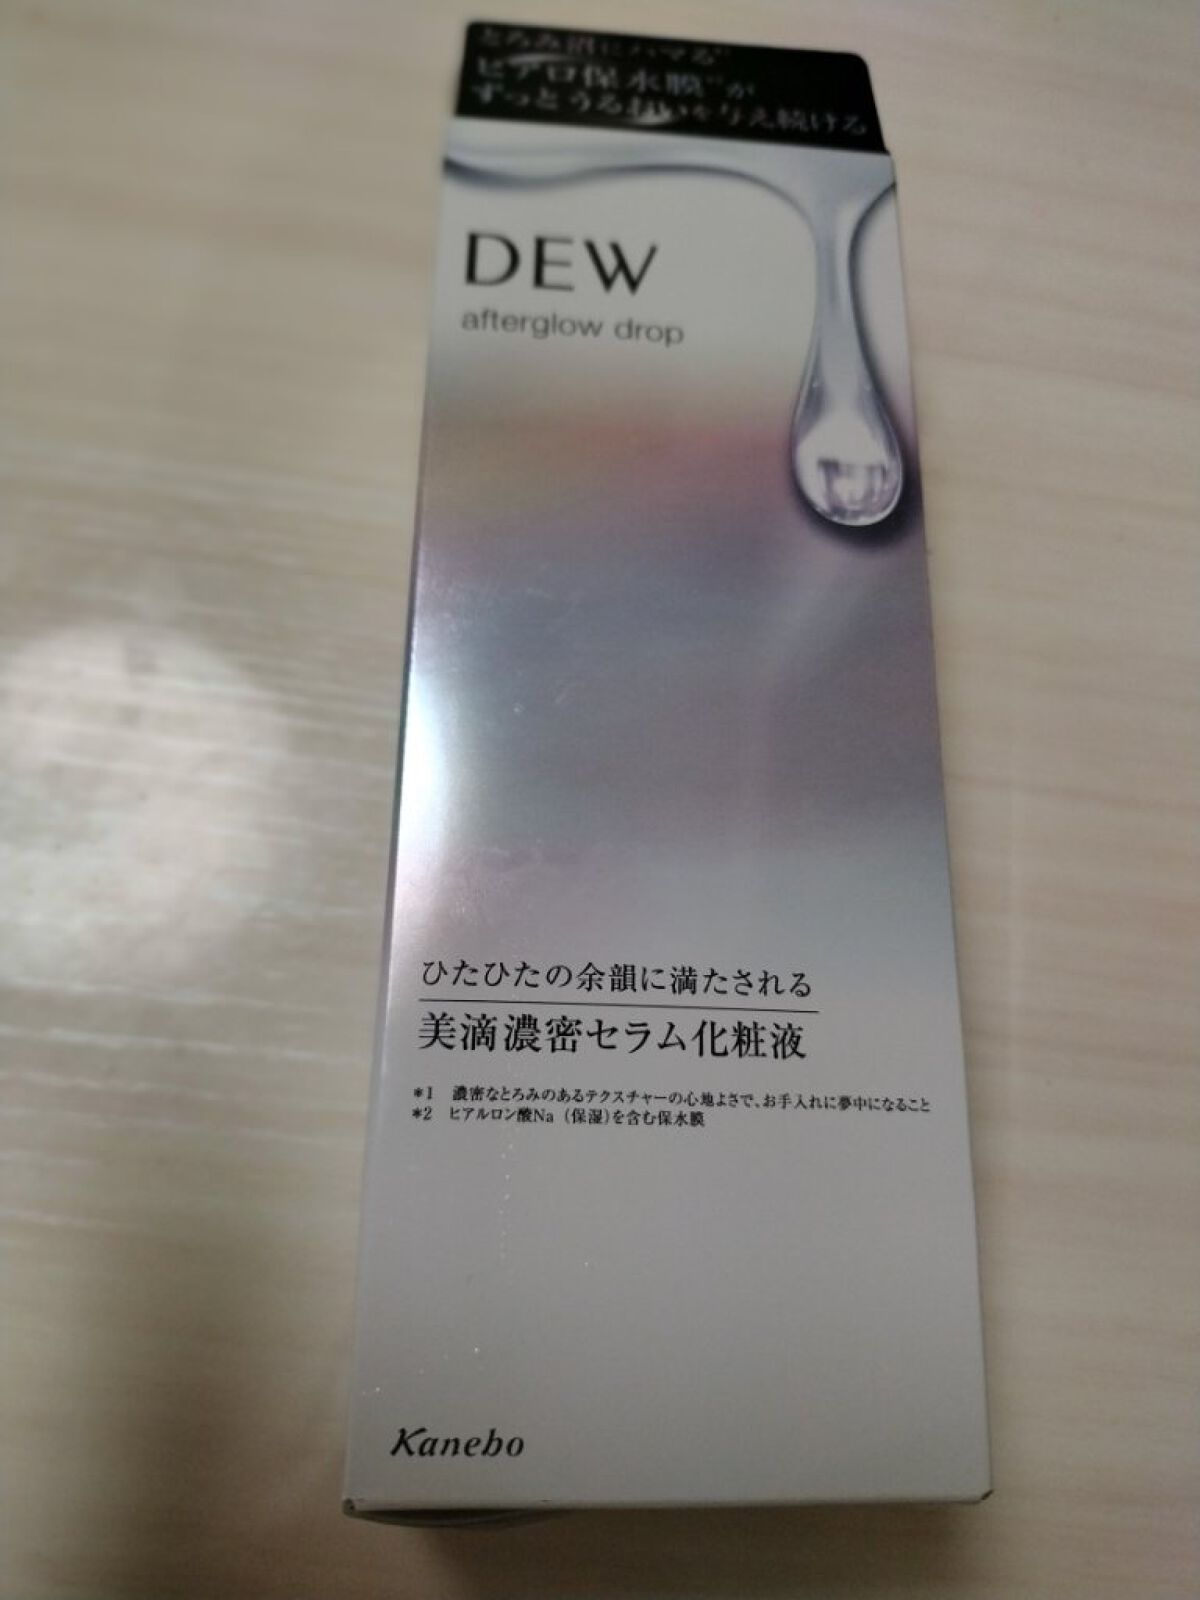 とろみ沼にハマる*1
ヒアロ保水膜*2が
ずっとうるおいを与え続ける
DEW
afterglow drop
ひたひたの余韻に満たされる
美滴濃密セラム化粧液
*1 濃密なとろみのあるテクスチャーの心地よさで、お手入れに夢中になること
*2 ヒアルロン酸Na（保湿）を含む保水膜
Kanebo